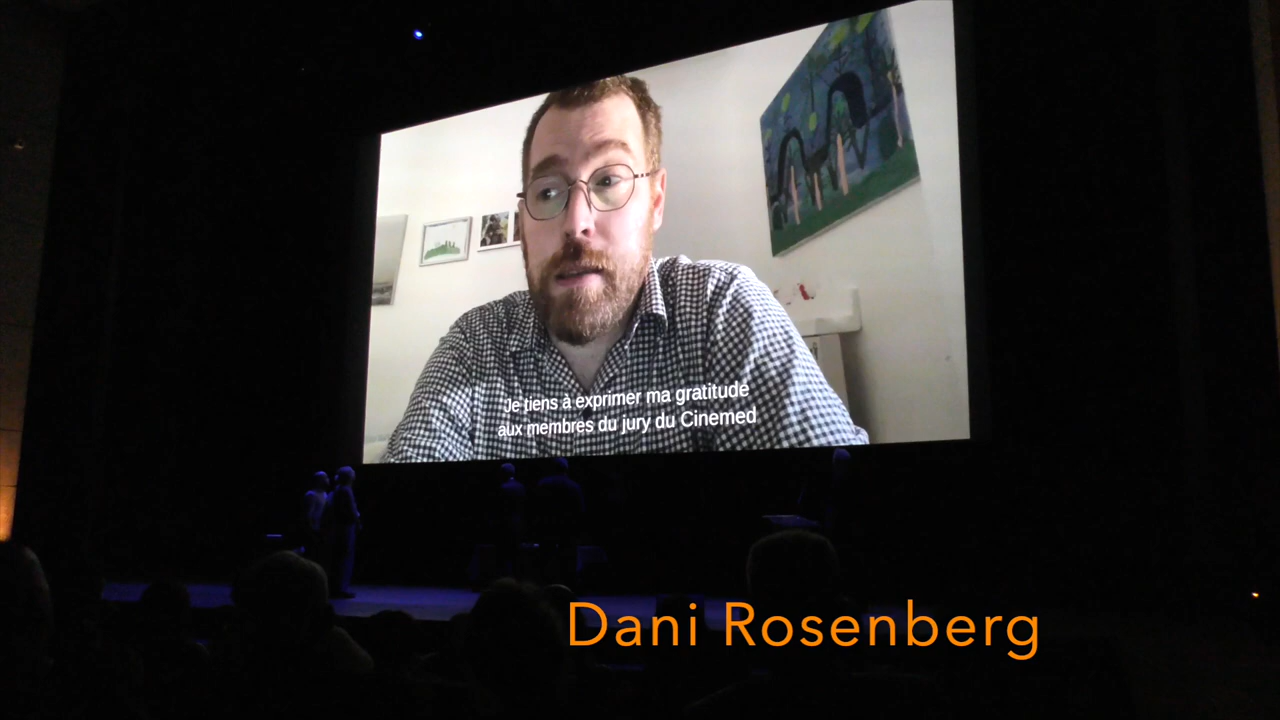 Je tiens à exprimer ma gratitude
aux membres du jury du Cinemed
Dani Rosenberg